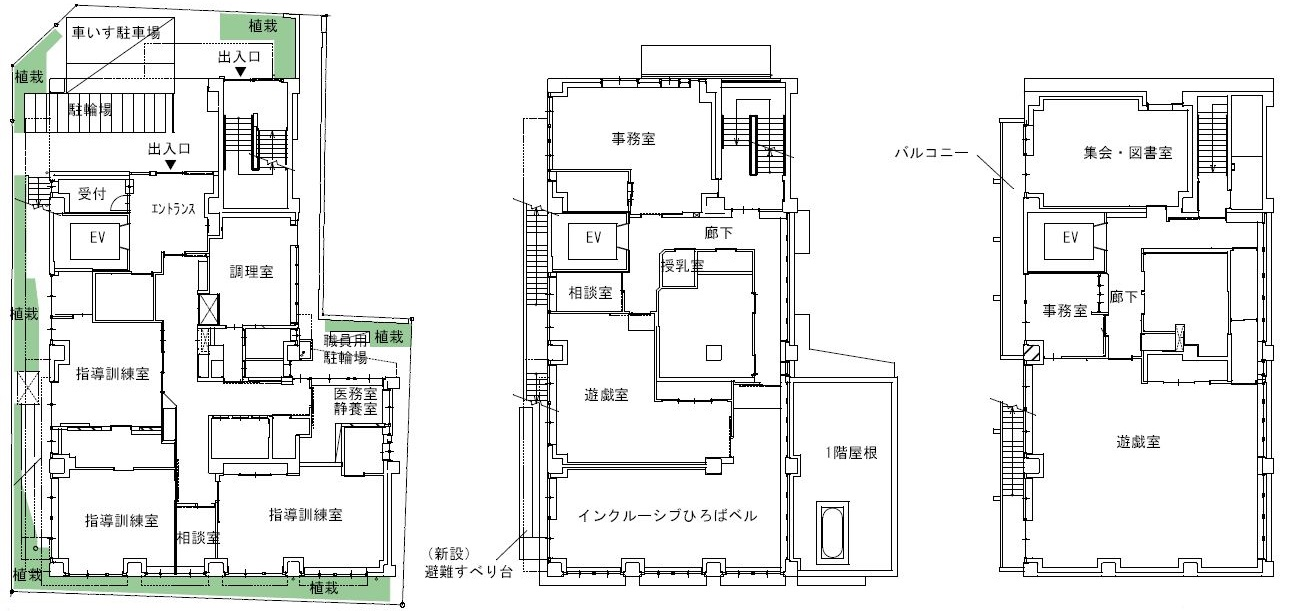 車いす駐車場
植栽
出入口
植栽
駐輪場
出入口
受付
エントランス
EV
調理室
植栽
植栽
職員用
駐輪場
指導訓練室
医務室
静養室
指導訓練室
相談室
指導訓練室
植栽
植栽
事務室
廊下
EV
授乳室
相談室
遊戯室
1階屋根
インクルーシブひろばベル
(新設)
避難すべり台
集会・図書室
バルコニー
EV
廊下
事務室
遊戯室